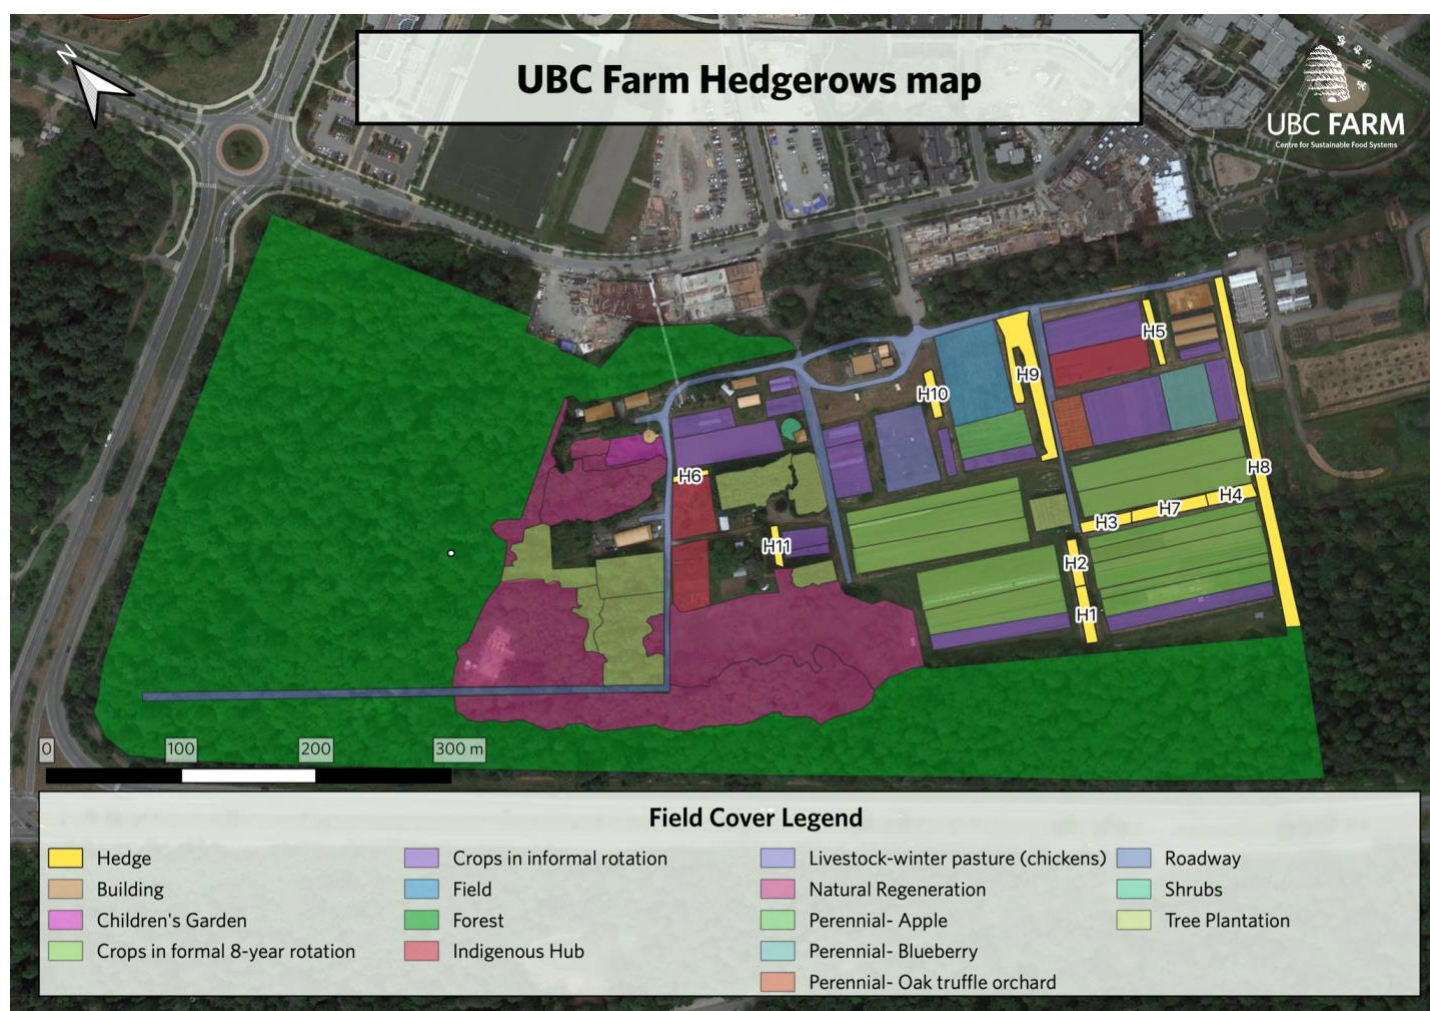 N
UBC Farm Hedgerows map
UBC FARM
Centre for Sustainable Food Systems
H5
H9
H10
H8
H6
H4
H7
H3
H11
H2
H1
0 100 200 300 m
Field Cover Legend
Hedge
Building
Children's Garden
Crops in formal 8-year rotation
Crops in informal rotation
Field
Forest
Indigenous Hub
Livestock-winter pasture (chickens)
Natural Regeneration
Perennial- Apple
Perennial- Blueberry
Perennial- Oak truffle orchard
Roadway
Shrubs
Tree Plantation